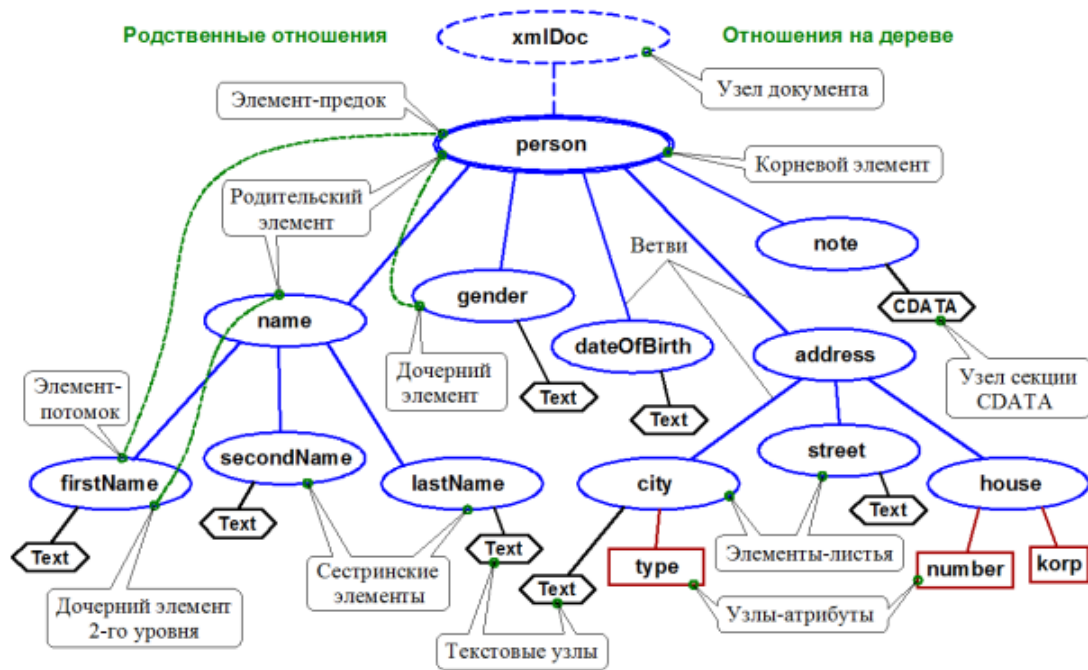 Родственные отношения
xmlDoc
Отношения на дереве
Узел документа
Элемент-предок
person
Корневой элемент
Родительский
элемент
Ветви
note
gender
CDATA
name
dateOfBirth
address
Дочерний
элемент
Узел секции
CDATA
Элемент-
потомок
Text
Text
secondName
street
firstName
lastName
city
house
Text
Text
Text
Text
Элементы-листья
type
number
korp
Сестринские
элементы
Text
Дочерний элемент
2-го уровня
Узлы-атрибуты
Текстовые узлы